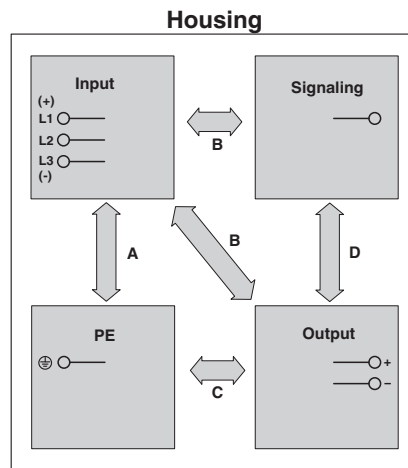 Housing
Input
(+)
L1
L2
L3
(-)
Signaling
B
A
B
D
PE
Output
+
–
C